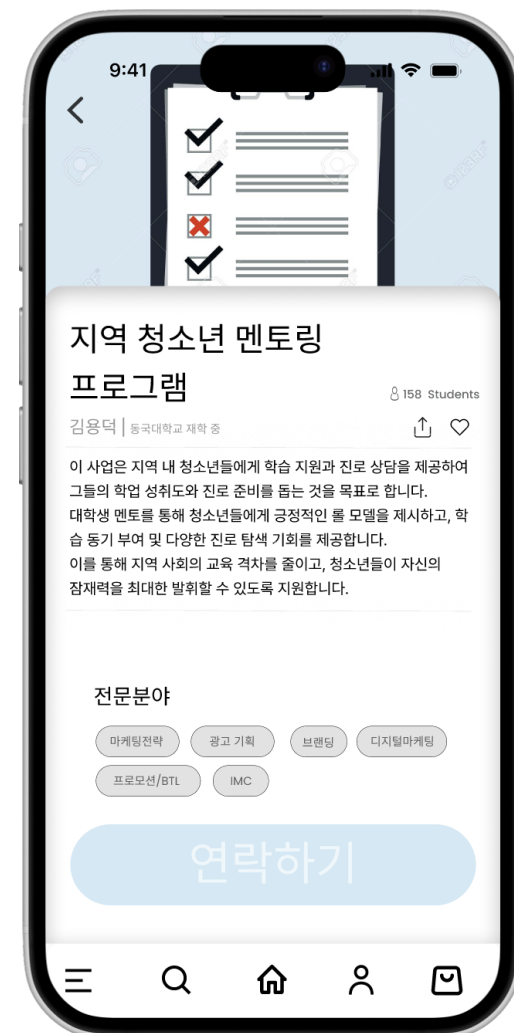 9:41
지역 청소년 멘토링
프로그램
158 Students
김용덕 | 동국대학교 재학 중
이 사업은 지역 내 청소년들에게 학습 지원과 진로 상담을 제공하여
그들의 학업 성취도와 진로 준비를 돕는 것을 목표로 합니다.
대학생 멘토를 통해 청소년들에게 긍정적인 롤 모델을 제시하고, 학
습 동기 부여 및 다양한 진로 탐색 기회를 제공합니다.
이를 통해 지역 사회의 교육 격차를 줄이고, 청소년들이 자신의
잠재력을 최대한 발휘할 수 있도록 지원합니다.
전문분야
마케팅전략 광고 기획 브랜딩 디지털마케팅
프로모션/BTL IMC
연락하기